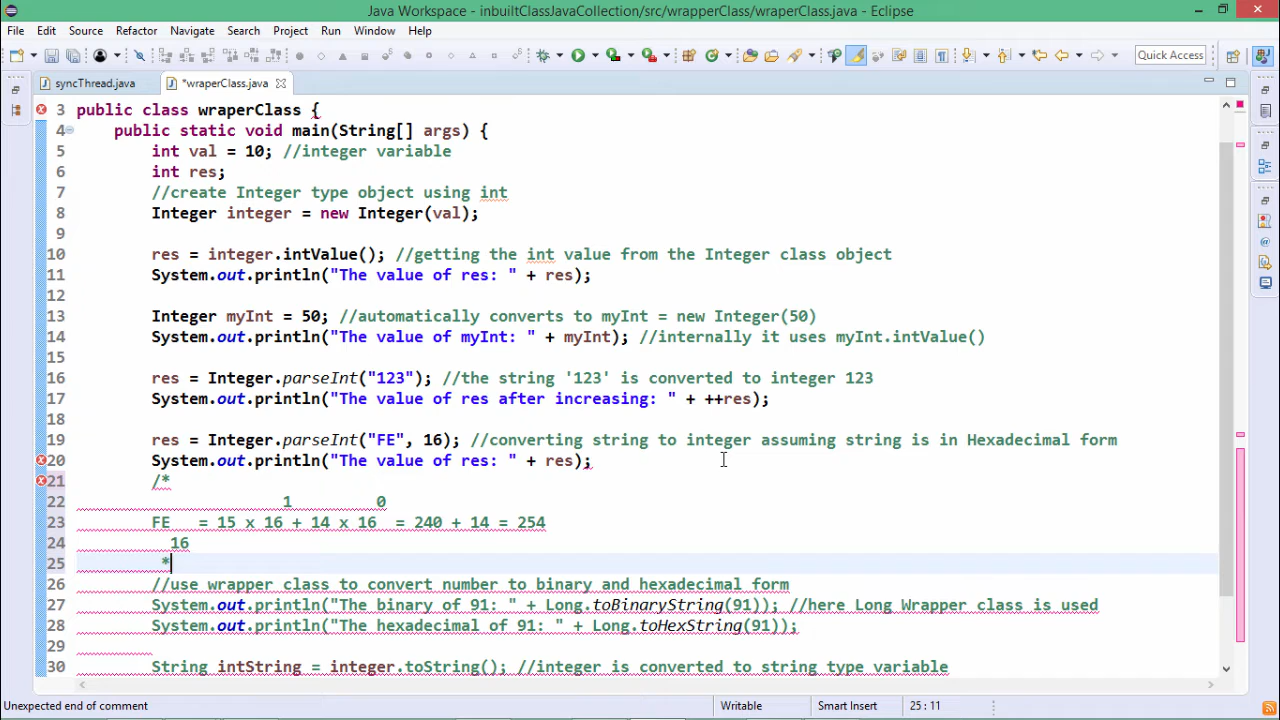 Java Workspace - inbuiltClassJavaCollection/src/wrapperClass/wraperClass.java - Eclipse
File Edit Source Refactor Navigate Search Project Run Window Help
Quick Access
syncThread.java *wraperClass.java
3 public class wraperClass {
4 public static void main(String[] args) {
5 int val = 10; //integer variable
6 int res;
7 //create Integer type object using int
8 Integer integer = new Integer(val);
9
10 res = integer.intValue(); //getting the int value from the Integer class object
11 System.out.println("The value of res: " + res);
12
13 Integer myInt = 50; //automatically converts to myInt = new Integer(50)
14 System.out.println("The value of myInt: " + myInt); //internally it uses myInt.intValue()
15
16 res = Integer.parseInt("123"); //the string '123' is converted to integer 123
17 System.out.println("The value of res after increasing: " + ++res);
18
19 res = Integer.parseInt("FE", 16); //converting string to integer assuming string is in Hexadecimal form
20 System.out.println("The value of res: " + res);
21 /*
22 1 0
23 FE = 15 x 16 + 14 x 16 = 240 + 14 = 254
24 16
25 *
26 //use wrapper class to convert number to binary and hexadecimal form
27 System.out.println("The binary of 91: " + Long.toBinaryString(91)); //here Long Wrapper class is used
28 System.out.println("The hexadecimal of 91: " + Long.toHexString(91));
29
30 String intString = integer.toString(); //integer is converted to string type variable
Unexpected end of comment Writable Smart Insert 25 : 11